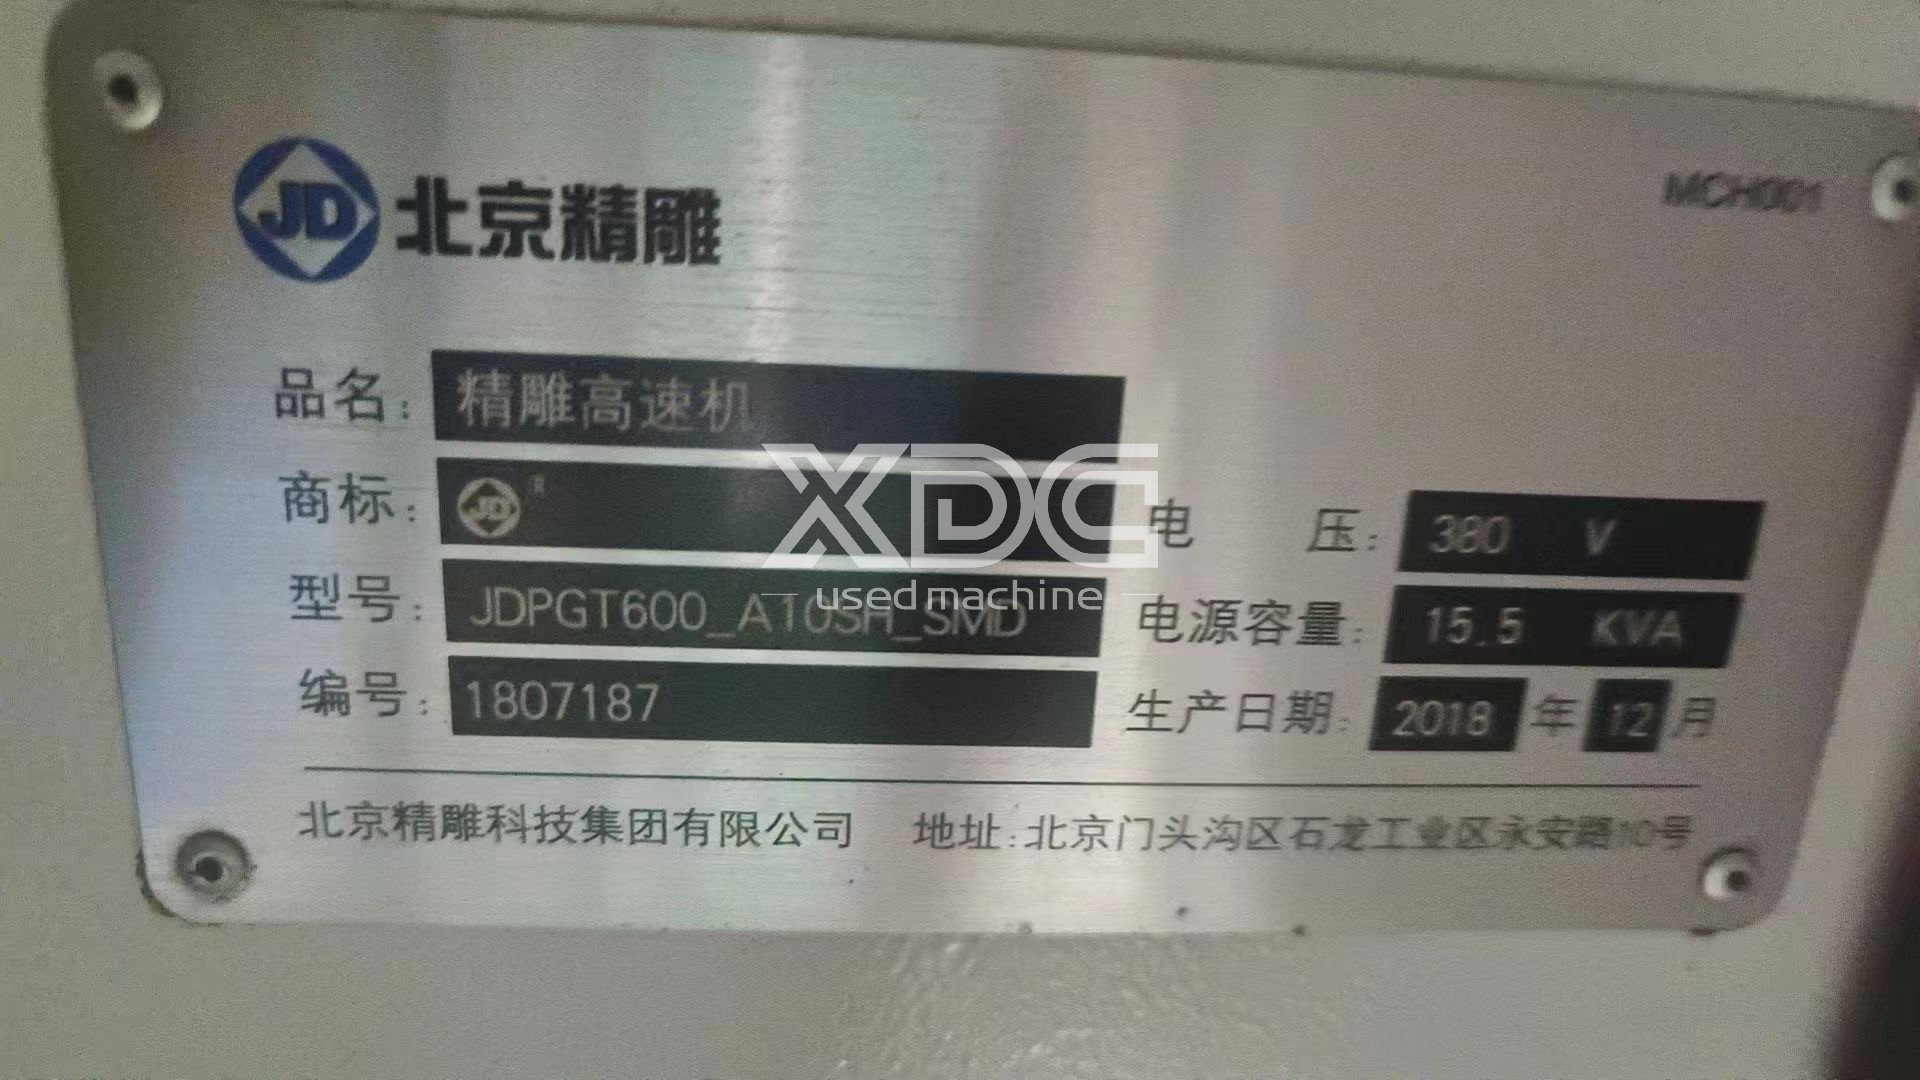 JD 北京精雕
MCH001
品名: 精雕高速机
商标: JD
电 压: 380 V
型号: JDPGT600_A10SH_SMD
电源容量: 15.5 KVA
编号: 1807187
生产日期: 2018 年 12 月
北京精雕科技集团有限公司 地址:北京门头沟区石龙工业区永安路10号
XDC
used machine